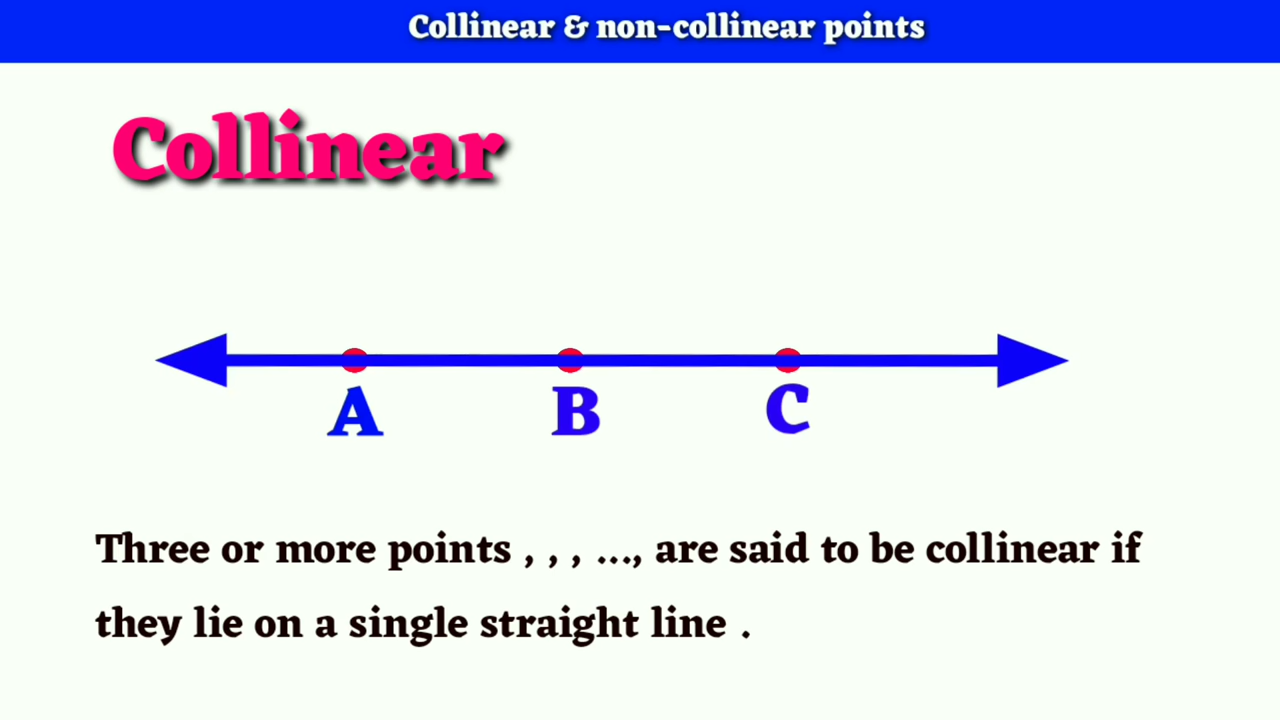 Collinear & non-collinear points
Collinear
A B C
Three or more points , , , ..., are said to be collinear if
they lie on a single straight line .